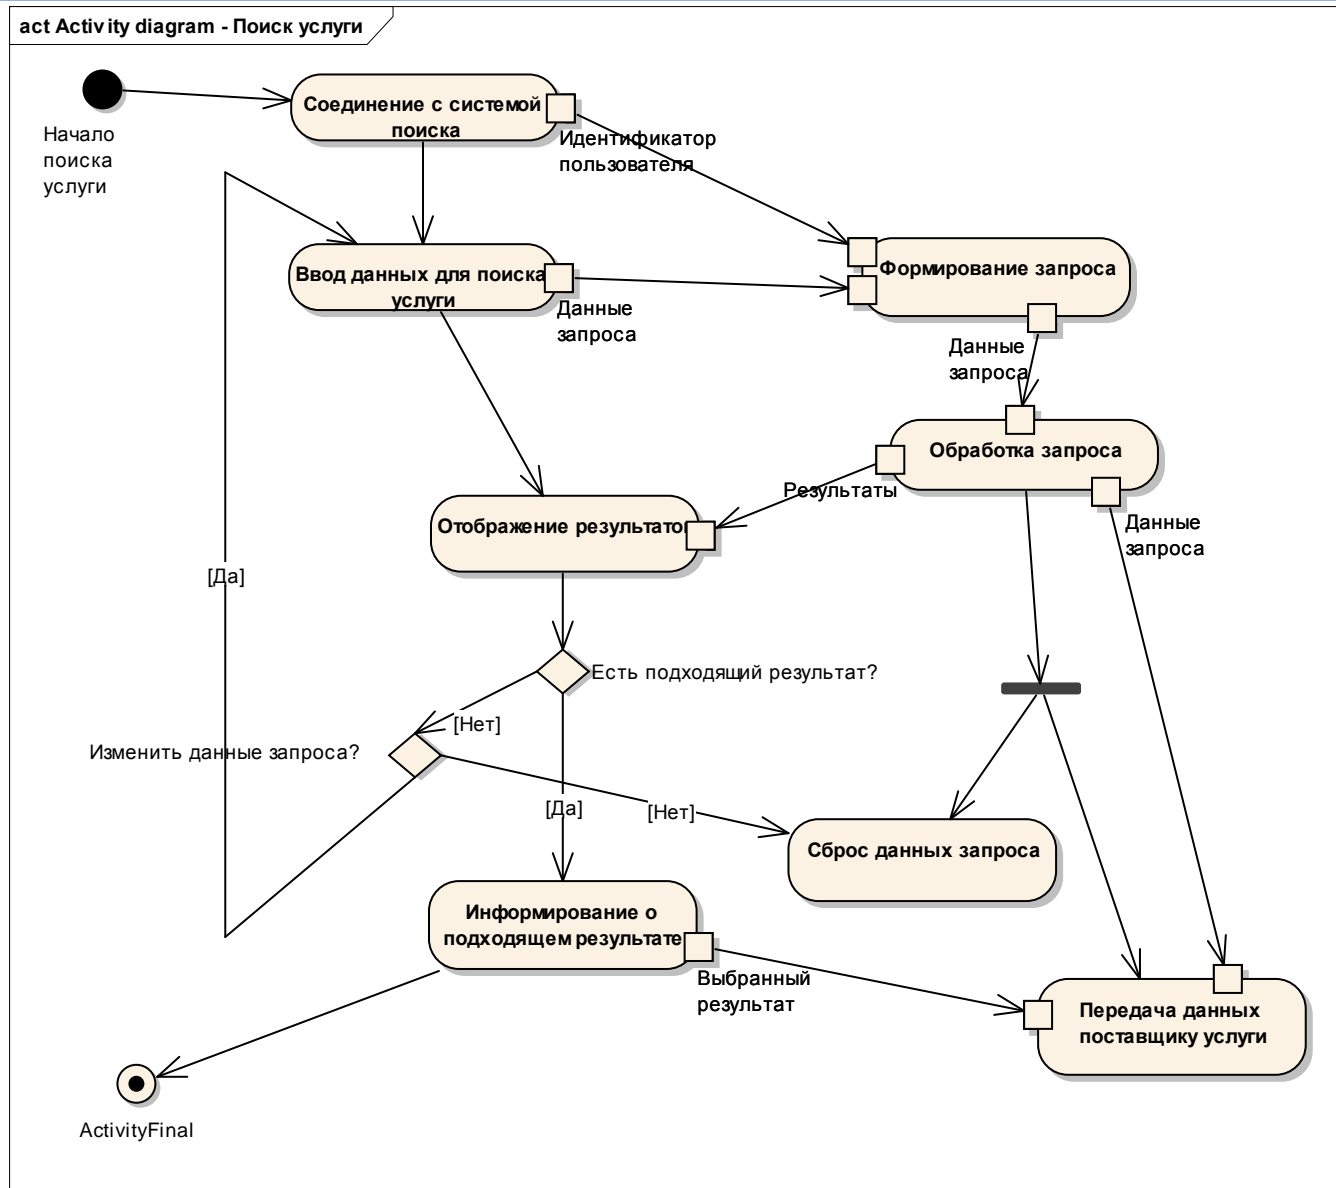 act Activity diagram - Поиск услуги
Начало
поиска
услуги
Соединение с системой
поиска
Идентификатор
пользователя
Ввод данных для поиска
услуги
Данные
запроса
Формирование запроса
Данные
запроса
Обработка запроса
Результаты
Данные
запроса
Отображение результато
[Да]
Есть подходящий результат?
[Нет]
Изменить данные запроса?
[Да]
[Нет]
Сброс данных запроса
Информирование о
подходящем результате
Выбранный
результат
Передача данных
поставщику услуги
ActivityFinal